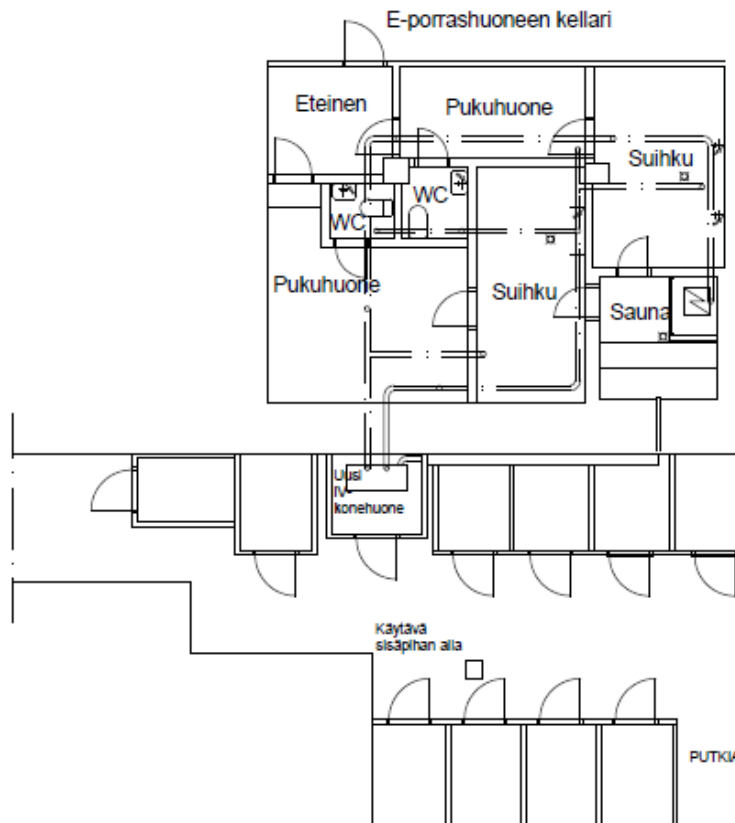 E-porrashuoneen kellari
Eteinen
Pukuhuone
Suihku
WC
WC
Pukuhuone
Suihku
Sauna
Uusi
IV-
konehuone
Käytävä
sisäpihan alla
PUTKIA